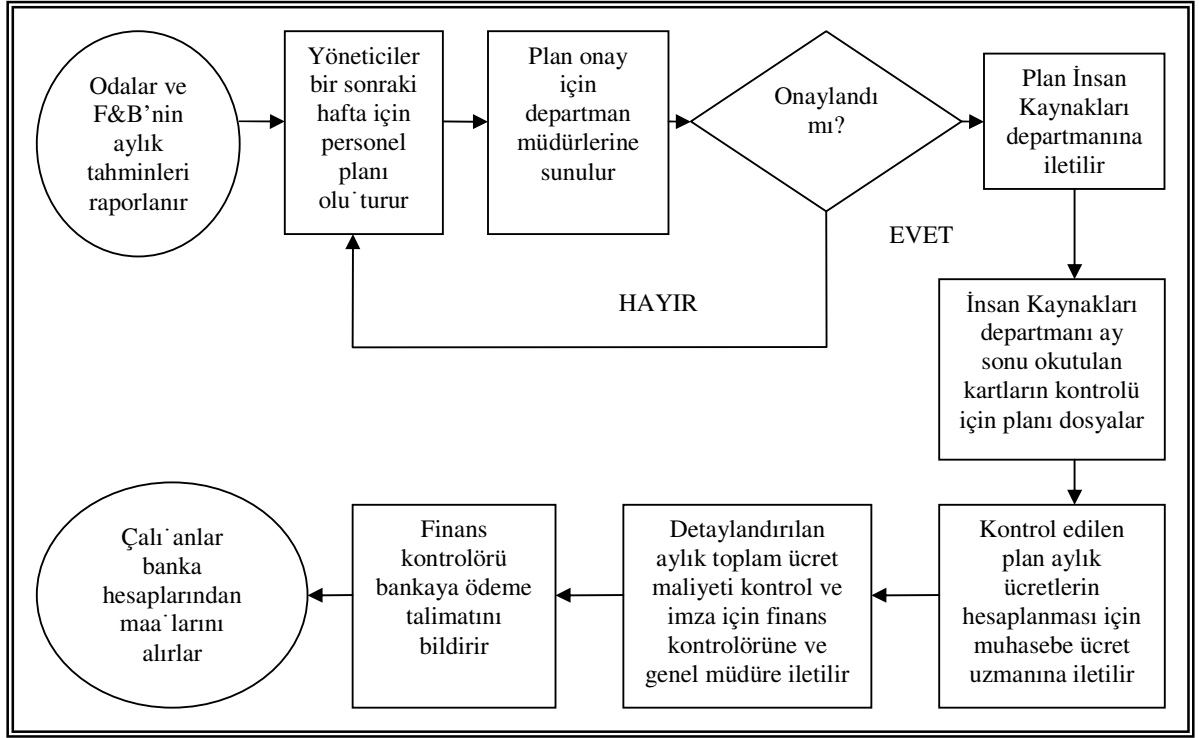 Odalar ve
F&B’nin
aylık
tahminleri
raporlanır
Yöneticiler
bir sonraki
hafta için
personel
planı
olu˙turur
Plan onay
için
departman
müdürlerine
sunulur
Onaylandı
mı?
Plan İnsan
Kaynakları
departmanına
iletilir
EVET
HAYIR
İnsan Kaynakları
departmanı ay
sonu okutulan
kartların kontrolü
için planı dosyalar
Kontrol edilen
plan aylık
ücretlerin
hesaplanması için
muhasebe ücret
uzmanına iletilir
Detaylandırılan
aylık toplam ücret
maliyeti kontrol ve
imza için finans
kontrolörüne ve
genel müdüre iletilir
Finans
kontrolörü
bankaya ödeme
talimatını
bildirir
Çalı˙anlar
banka
hesaplarından
maa˙larını
alırlar